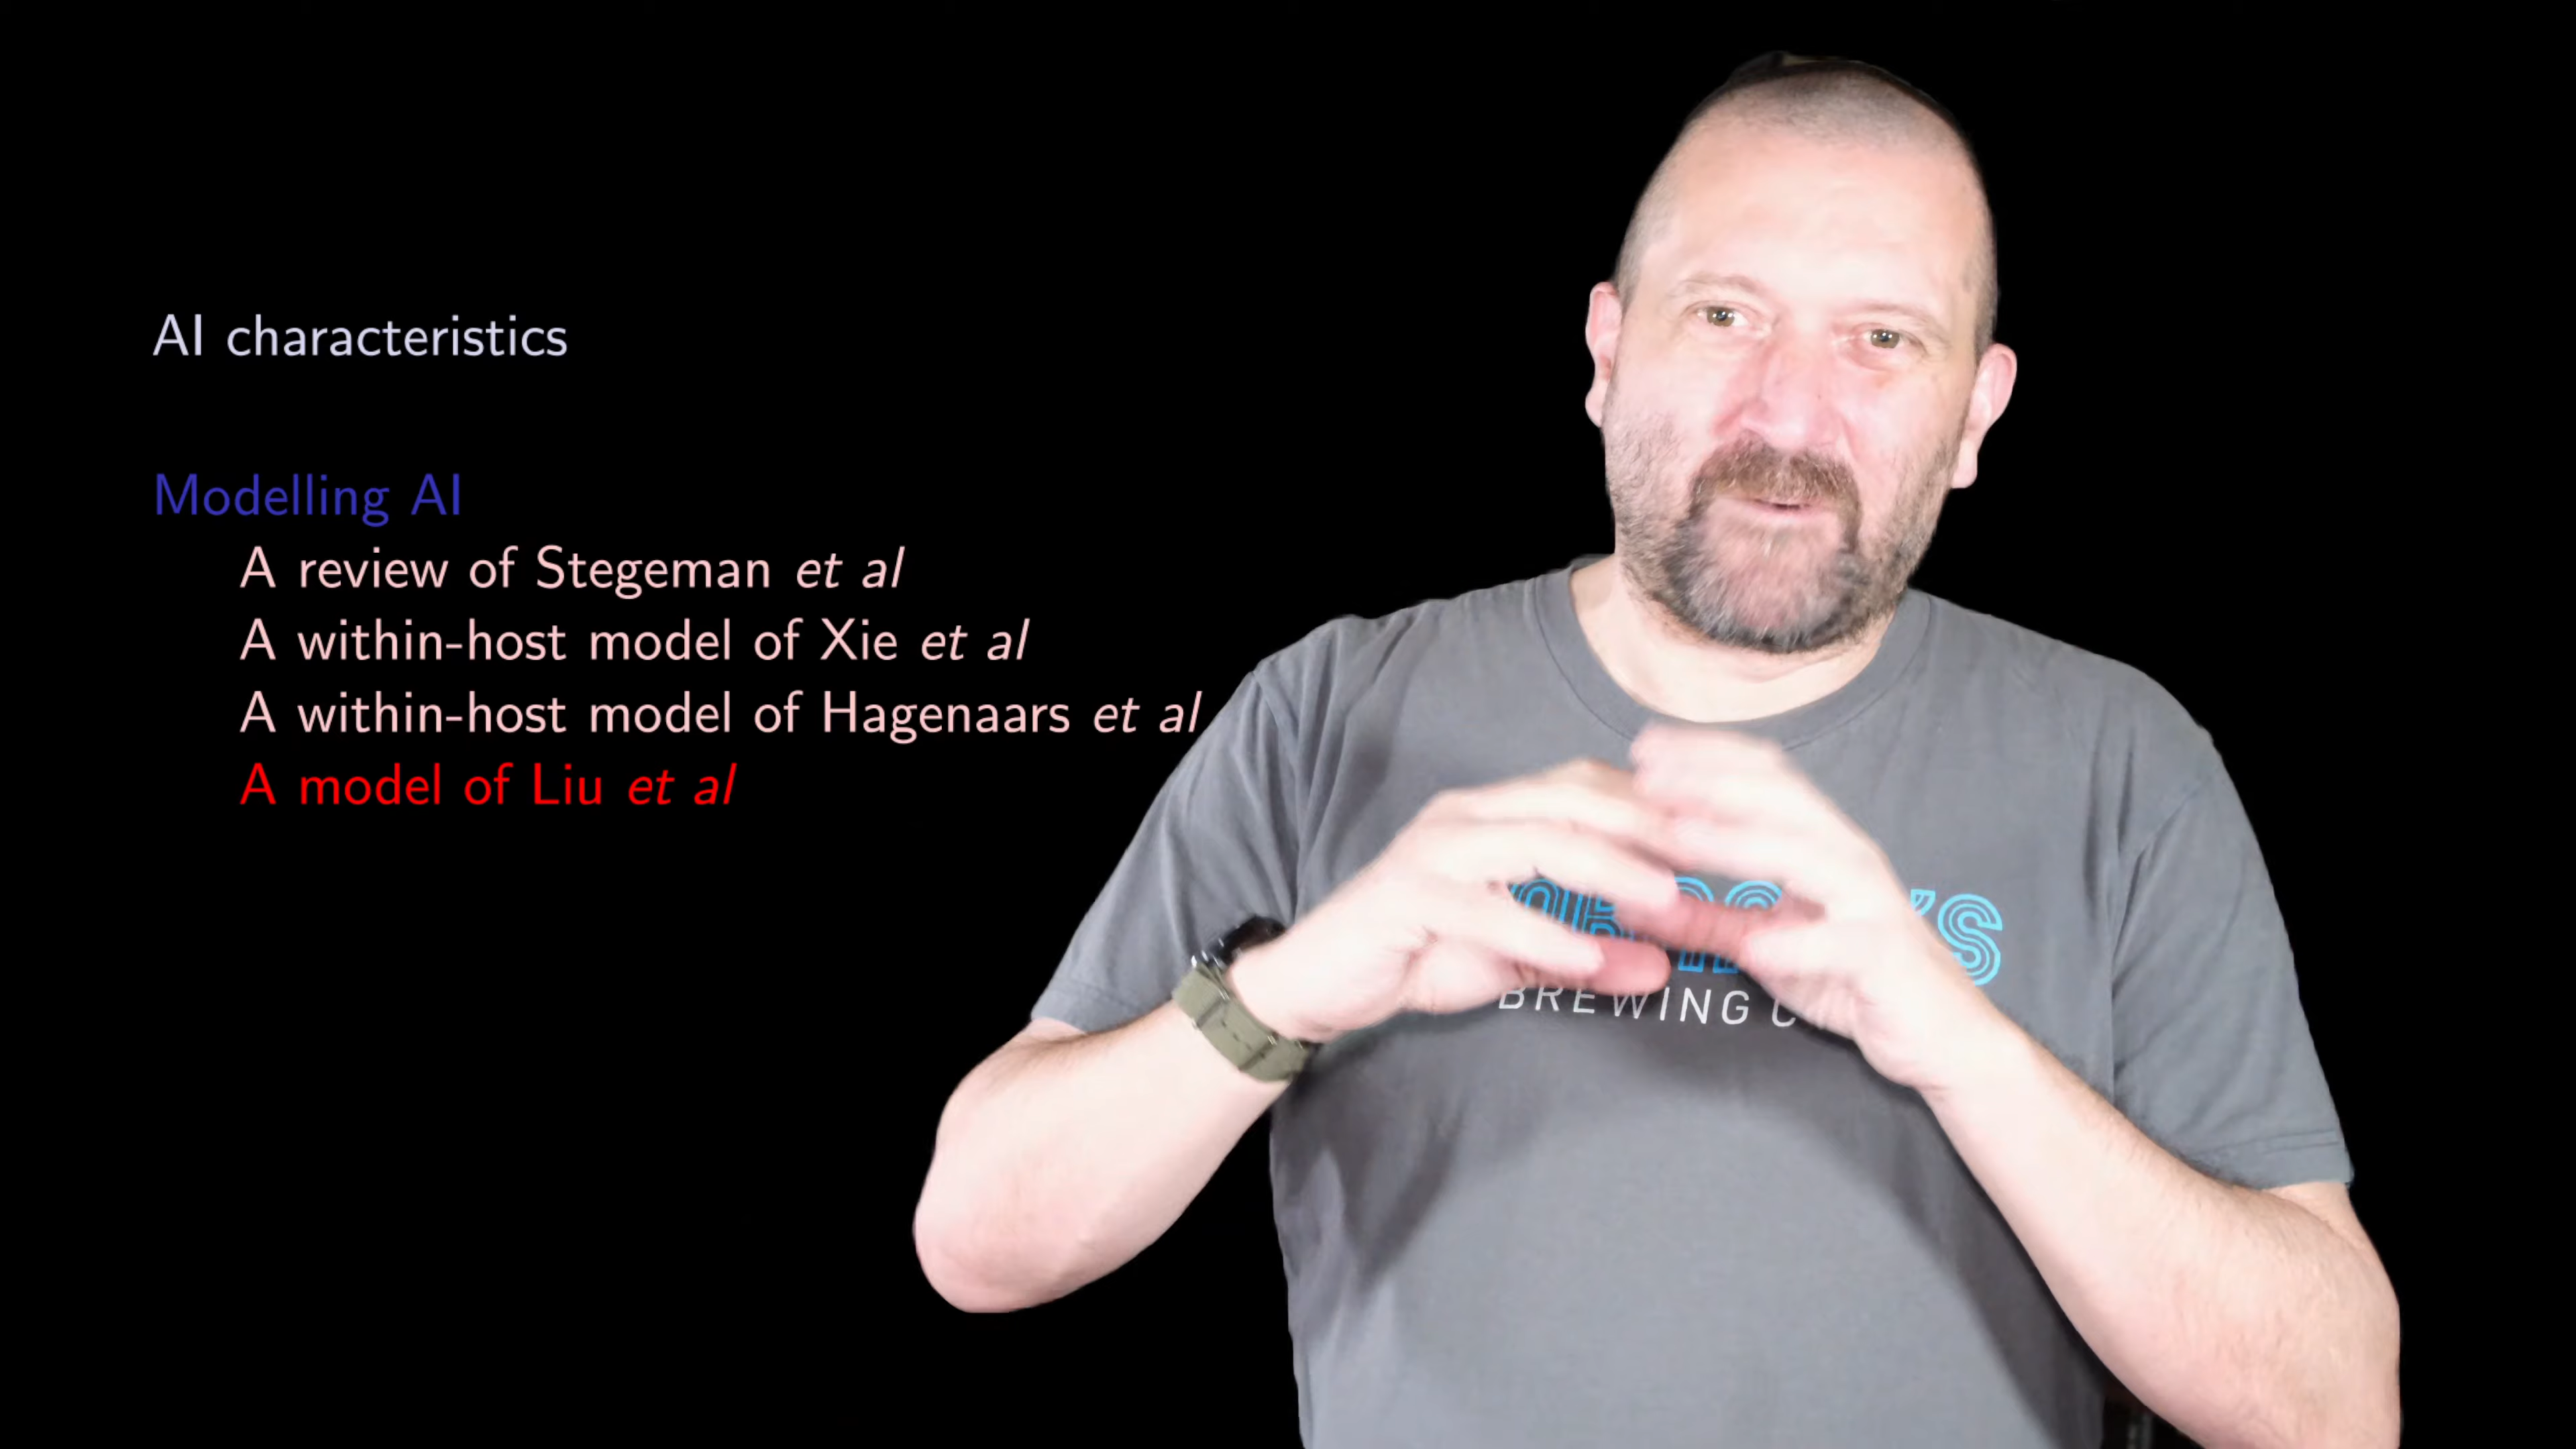 AI characteristics
Modelling AI
A review of Stegeman et al
A within-host model of Xie et al
A within-host model of Hagenaars et al
A model of Liu et al
BREWING